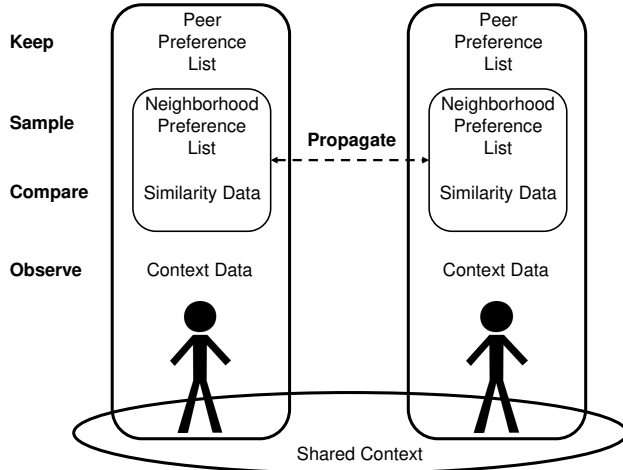 Keep
Peer
Preference
List
Peer
Preference
List
Sample
Neighborhood
Preference
List
Propagate
Neighborhood
Preference
List
Compare
Similarity Data
Similarity Data
Observe
Context Data
Context Data
Shared Context